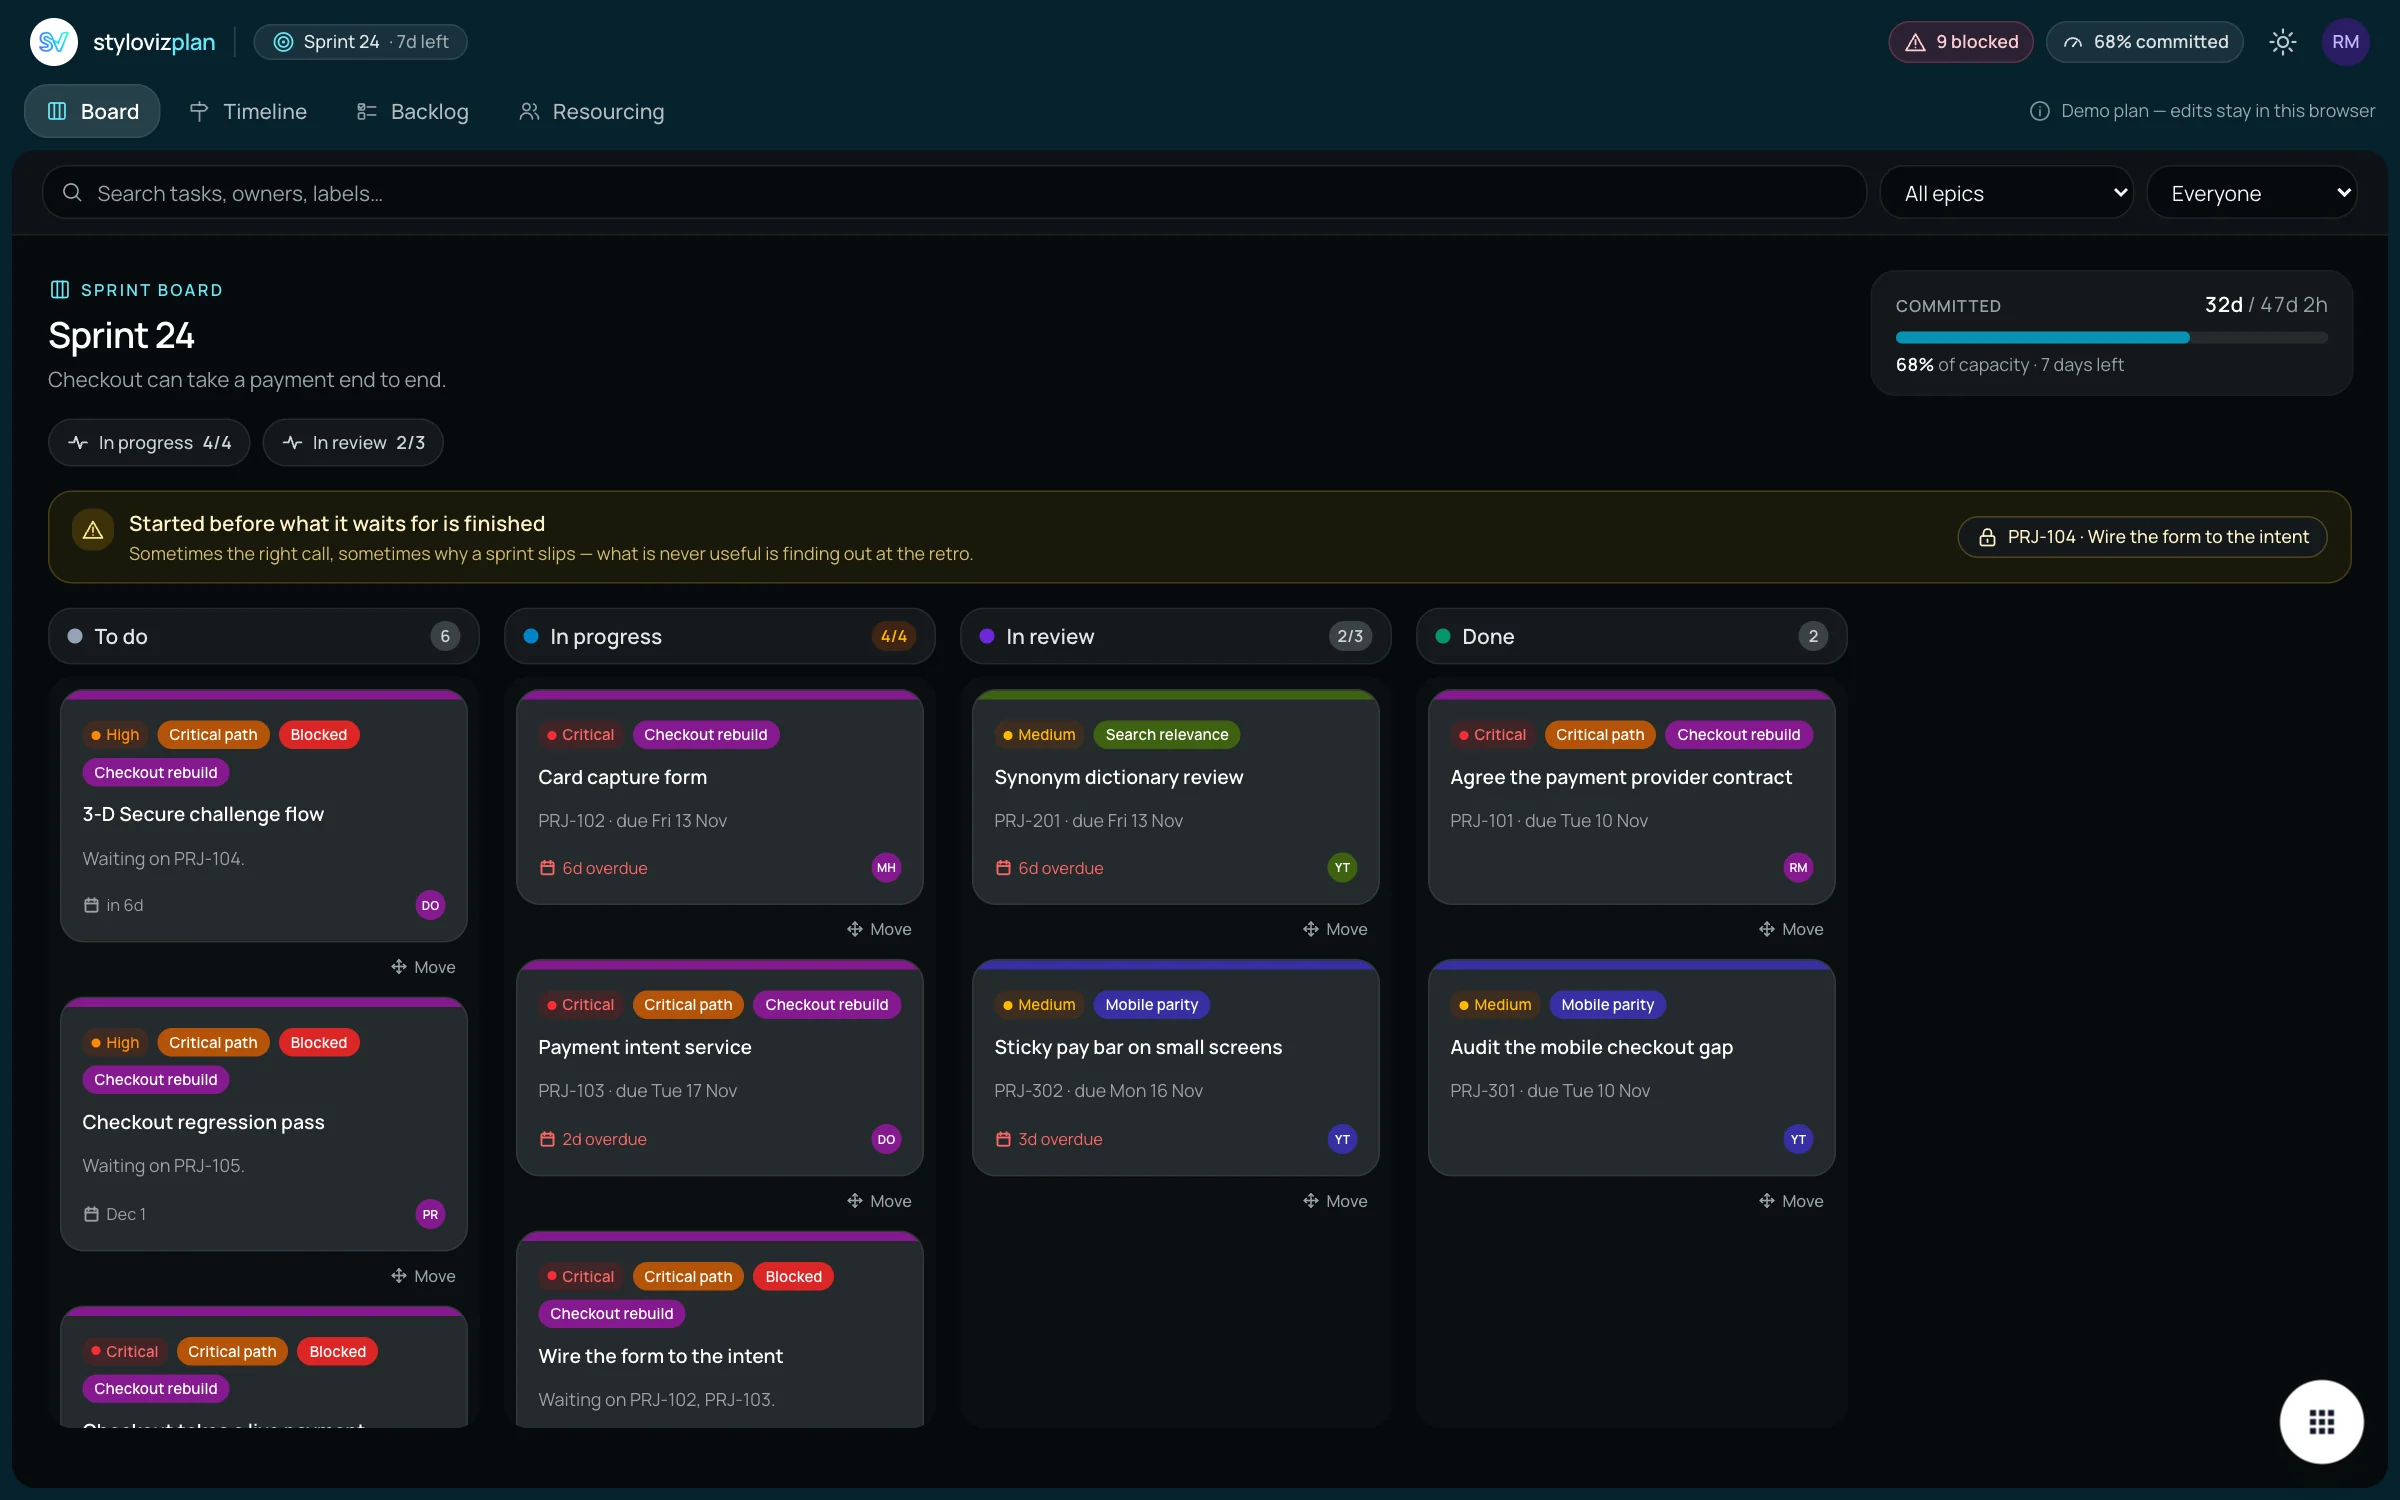 SV stylovizplan
Sprint 24 · 7d left
9 blocked
68% committed
RM
Board
Timeline
Backlog
Resourcing
Demo plan — edits stay in this browser
Search tasks, owners, labels...
All epics
Everyone
SPRINT BOARD
Sprint 24
Checkout can take a payment end to end.
COMMITTED 32d / 47d 2h
68% of capacity · 7 days left
In progress 4/4
In review 2/3
Started before what it waits for is finished
Sometimes the right call, sometimes why a sprint slips — what is never useful is finding out at the retro.
PRJ-104 · Wire the form to the intent
To do 6
High Critical path Blocked
Checkout rebuild
3-D Secure challenge flow
Waiting on PRJ-104.
in 6d DO
Move
High Critical path Blocked
Checkout rebuild
Checkout regression pass
Waiting on PRJ-105.
Dec 1 PR
Move
Critical Critical path Blocked
Checkout rebuild
Checkout takes a live payment
In progress 4/4
Critical Checkout rebuild
Card capture form
PRJ-102 · due Fri 13 Nov
6d overdue MH
Move
Critical Critical path Checkout rebuild
Payment intent service
PRJ-103 · due Tue 17 Nov
2d overdue DO
Move
Critical Critical path Blocked
Checkout rebuild
Wire the form to the intent
Waiting on PRJ-102, PRJ-103.
In review 2/3
Medium Search relevance
Synonym dictionary review
PRJ-201 · due Fri 13 Nov
6d overdue YT
Move
Medium Mobile parity
Sticky pay bar on small screens
PRJ-302 · due Mon 16 Nov
3d overdue YT
Move
Done 2
Critical Critical path Checkout rebuild
Agree the payment provider contract
PRJ-101 · due Tue 10 Nov
RM
Move
Medium Mobile parity
Audit the mobile checkout gap
PRJ-301 · due Tue 10 Nov
YT
Move